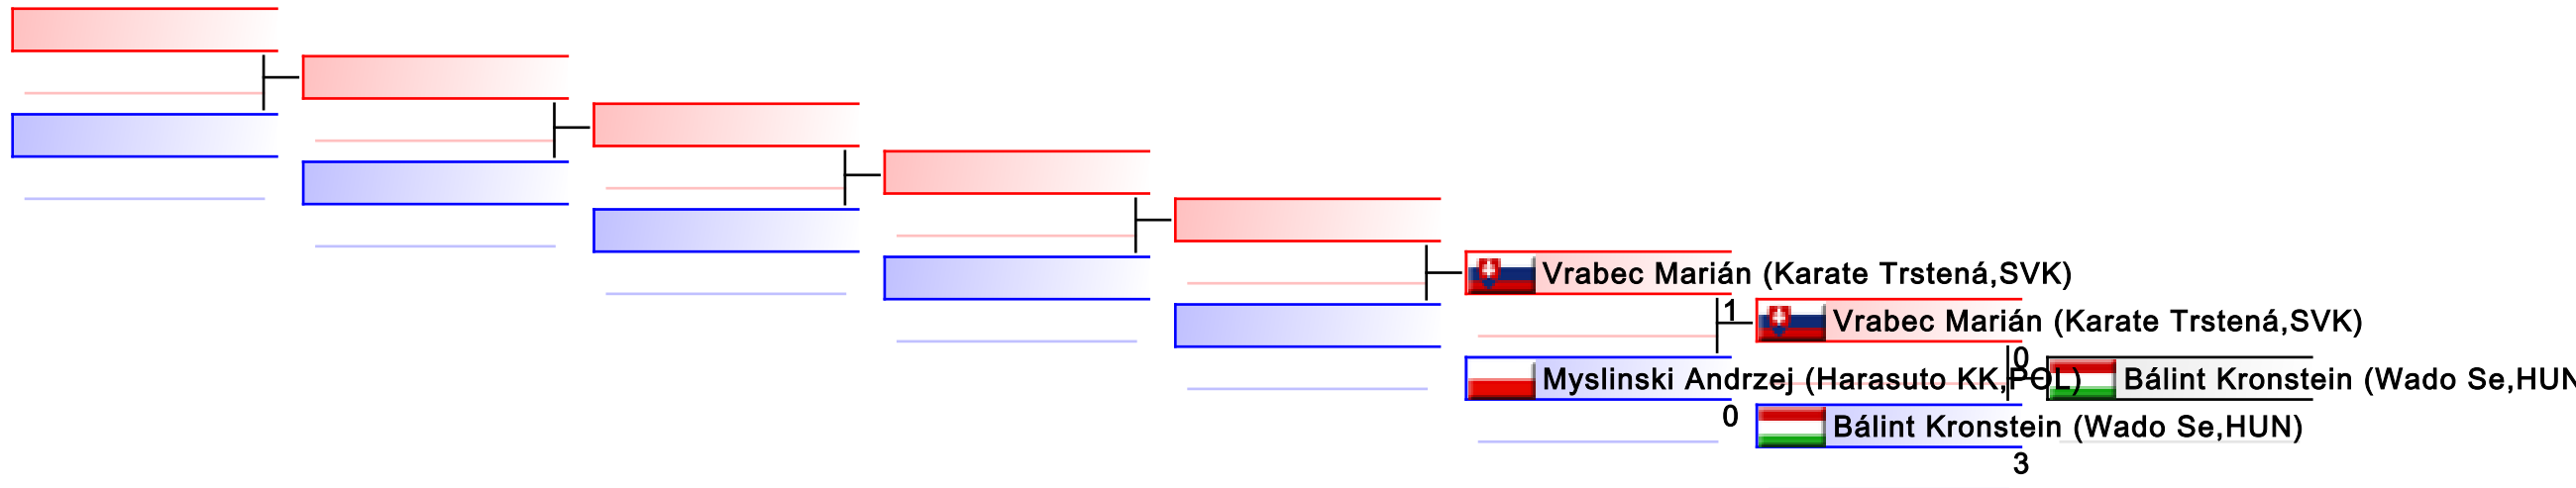 Vrabec Marián (Karate Trstená,SVK)
1
Vrabec Marián (Karate Trstená,SVK)
0
Myslinski Andrzej (Harasuto KK,POL)
Bálint Kronstein (Wado Se,HUN
0
Bálint Kronstein (Wado Se,HUN)
3